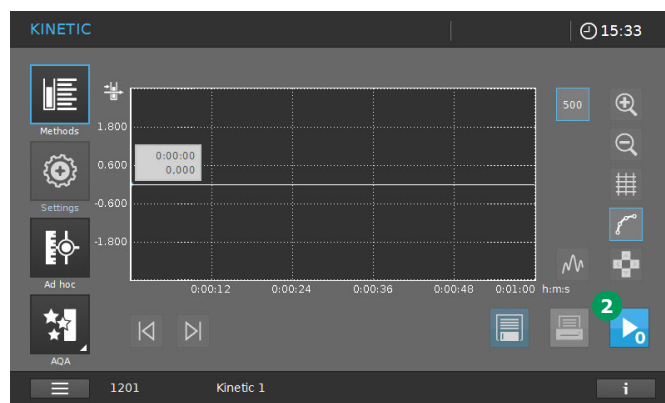 KINETIC
15:33
Methods
Settings
Ad hoc
AQA
1.800
0.600
-0.600
-1.800
0:00:00
0.000
0:00:12 0:00:24 0:00:36 0:00:48 0:01:00 h:m:s
500
2
0
1201 Kinetic 1
i